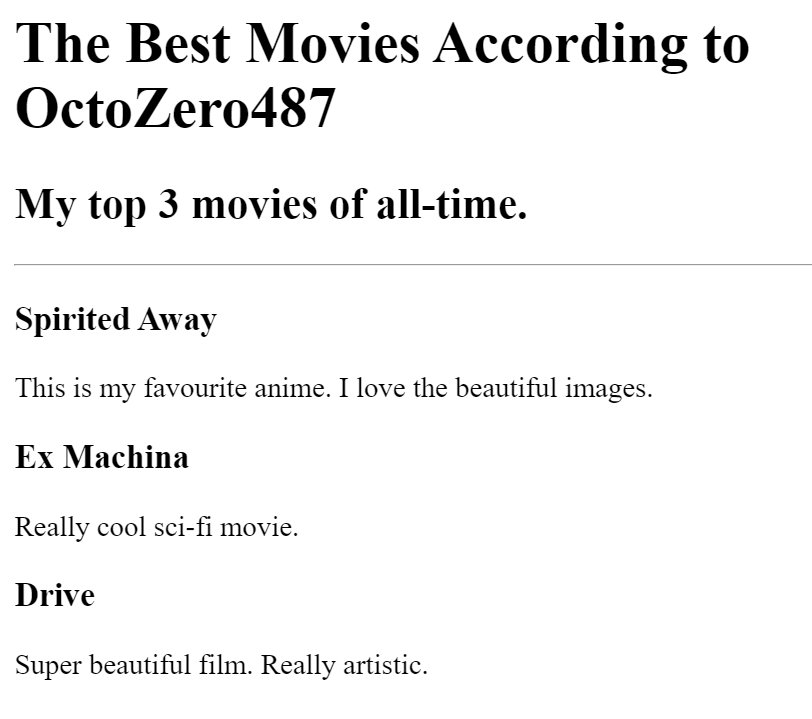 The Best Movies According to
OctoZero487
My top 3 movies of all-time.
Spirited Away
This is my favourite anime. I love the beautiful images.
Ex Machina
Really cool sci-fi movie.
Drive
Super beautiful film. Really artistic.